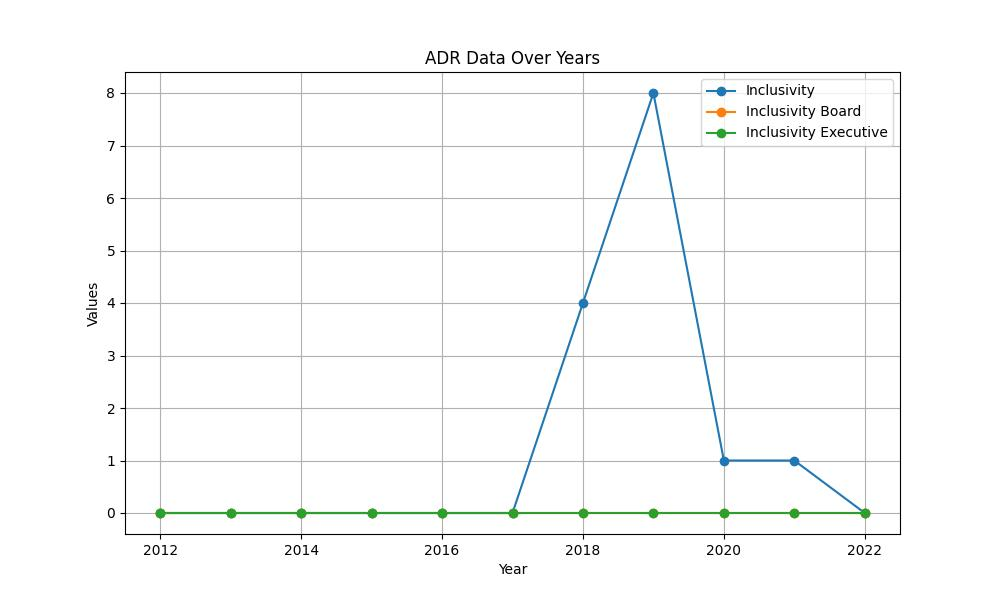 ADR Data Over Years
Inclusivity
Inclusivity Board
Inclusivity Executive
8
7
6
5
4
3
2
1
0
Values
2012 2014 2016 2018 2020 2022
Year